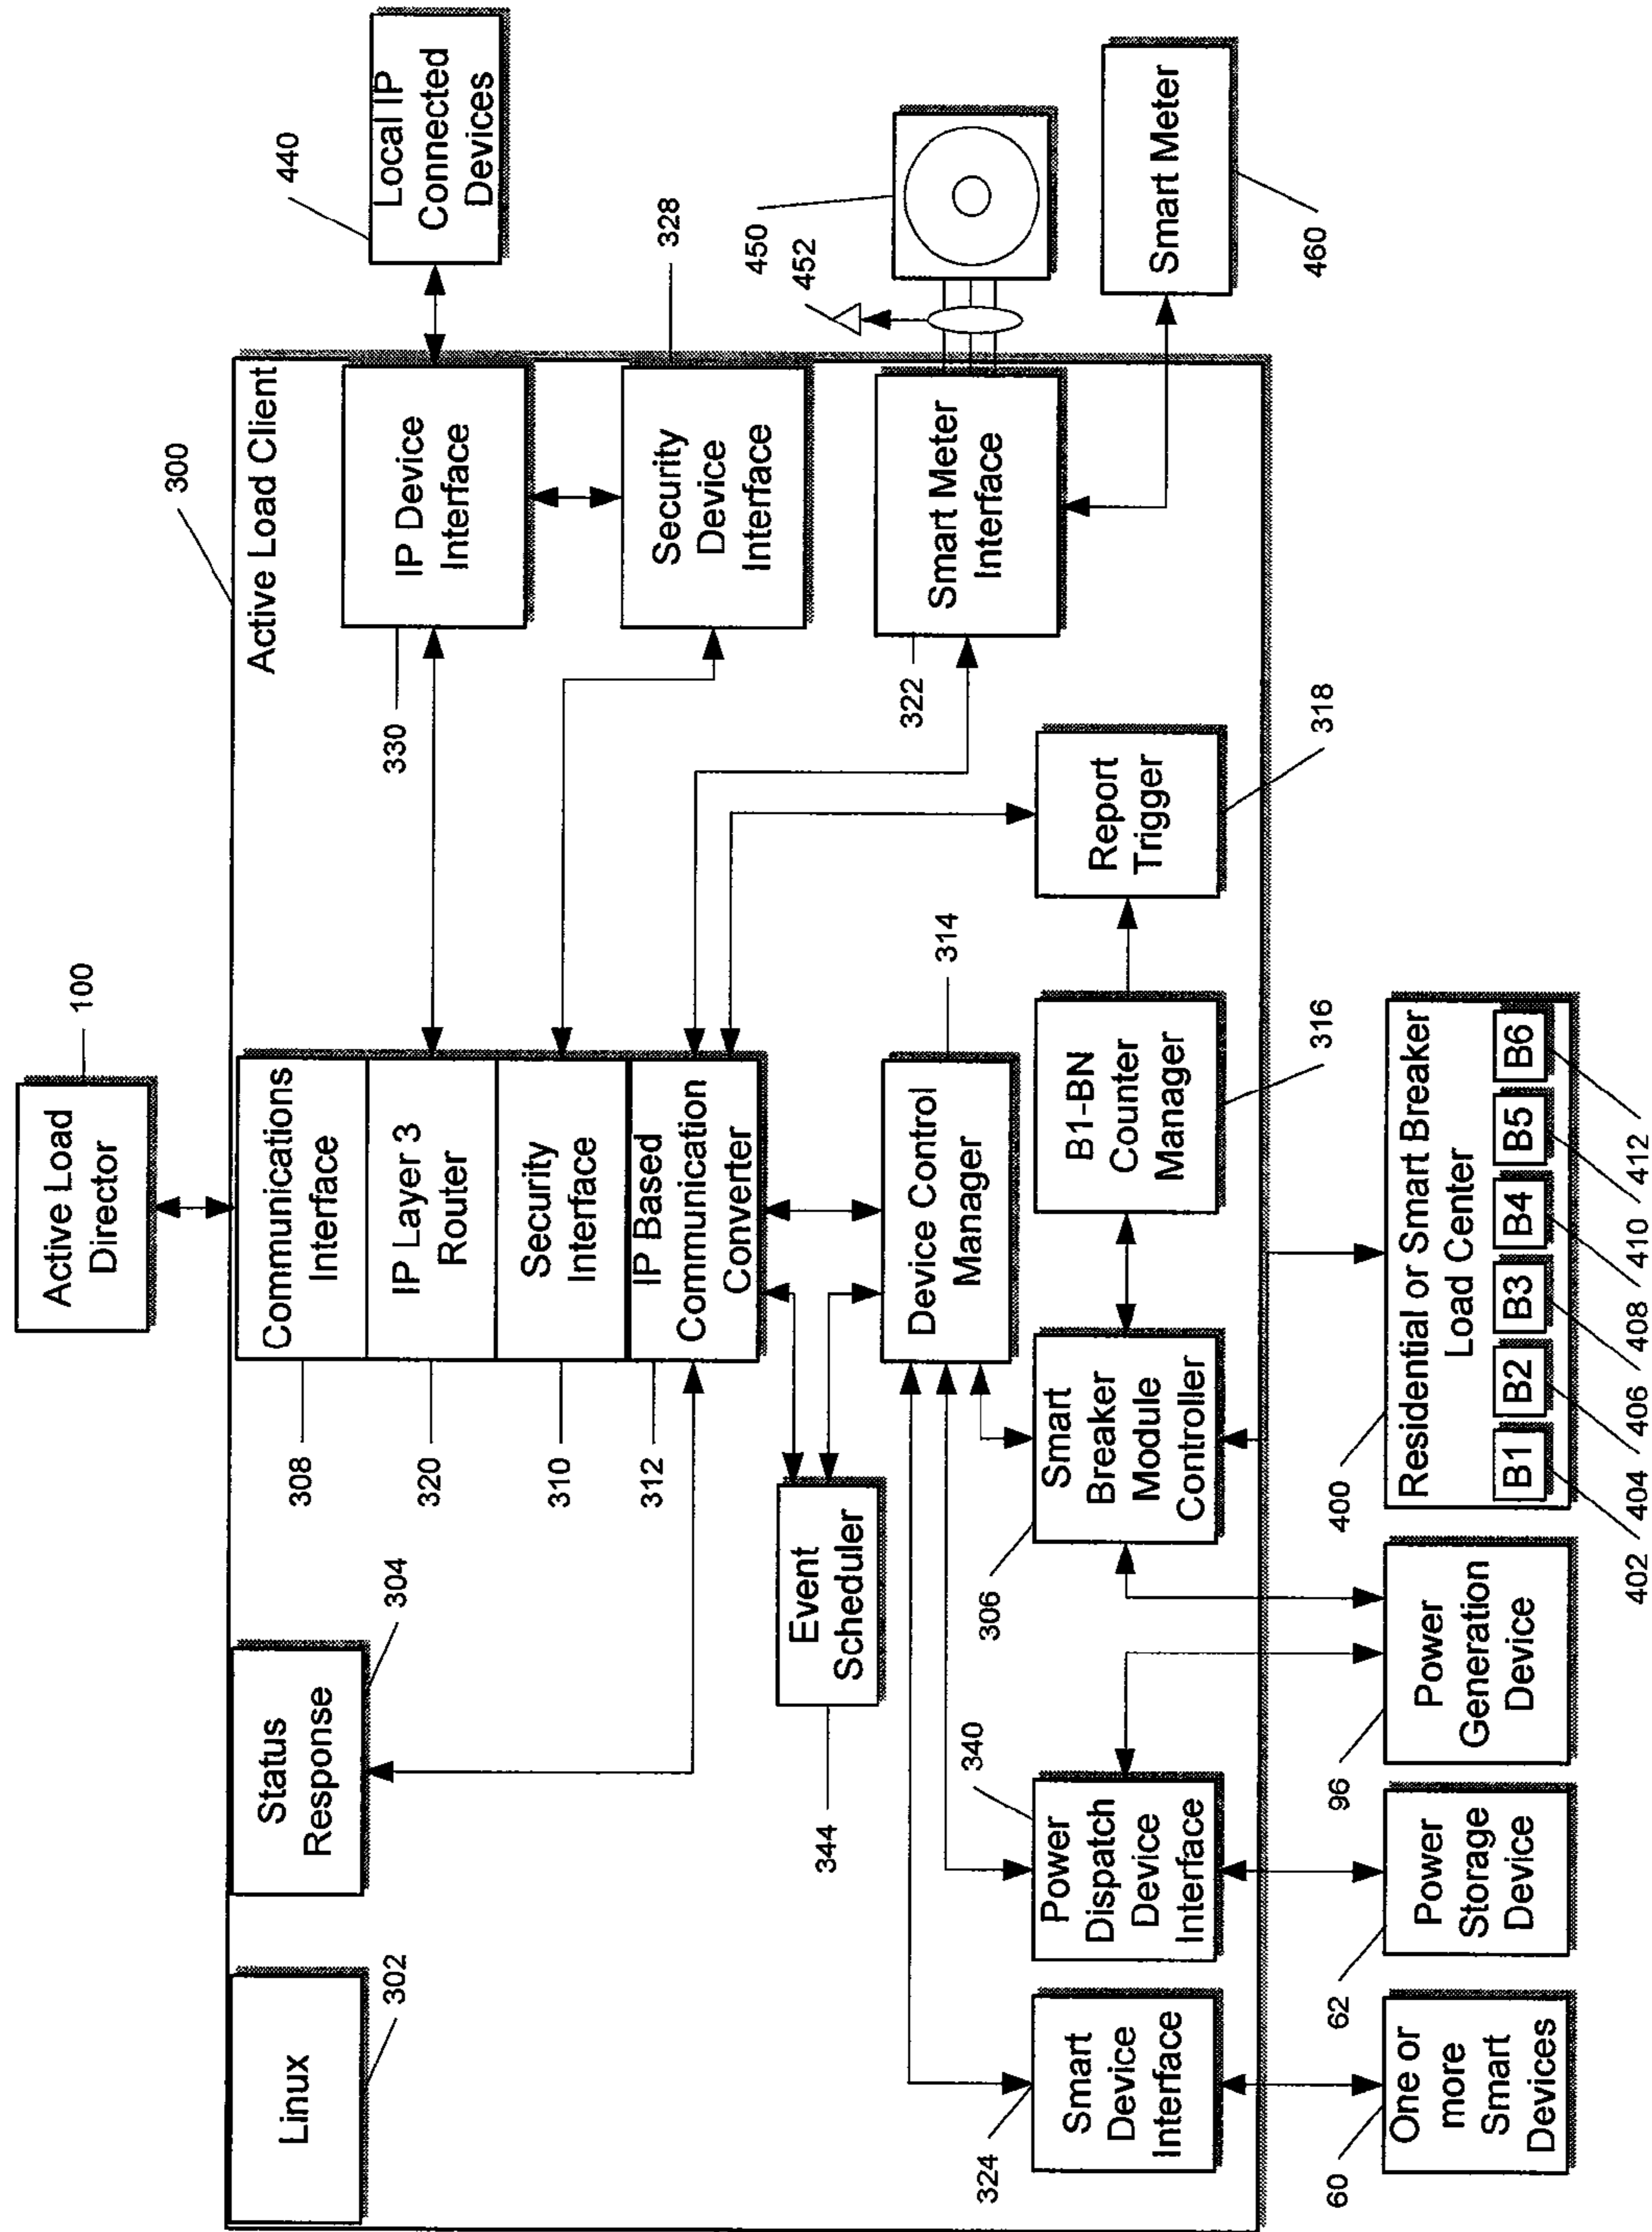 Active Load
Director
100
300
Active Load Client
Linux
302
Status
Response
304
Communications
Interface
308
IP Layer 3
Router
320
Security
Interface
310
IP Based
Communication
Converter
312
IP Device
Interface
330
Local IP
Connected
Devices
440
Security
Device
Interface
328
Smart Meter
Interface
322
450
452
Smart Meter
460
Event
Scheduler
344
Device Control
Manager
314
Smart
Device
Interface
324
Power
Dispatch
Device
Interface
340
Smart
Breaker
Module
Controller
306
B1-BN
Counter
Manager
316
Report
Trigger
318
One or
more
Smart
Devices
60
Power
Storage
Device
62
Power
Generation
Device
96
Residential or Smart Breaker
Load Center
400
B1
B2
B3
B4
B5
B6
402
404
406
408
410
412